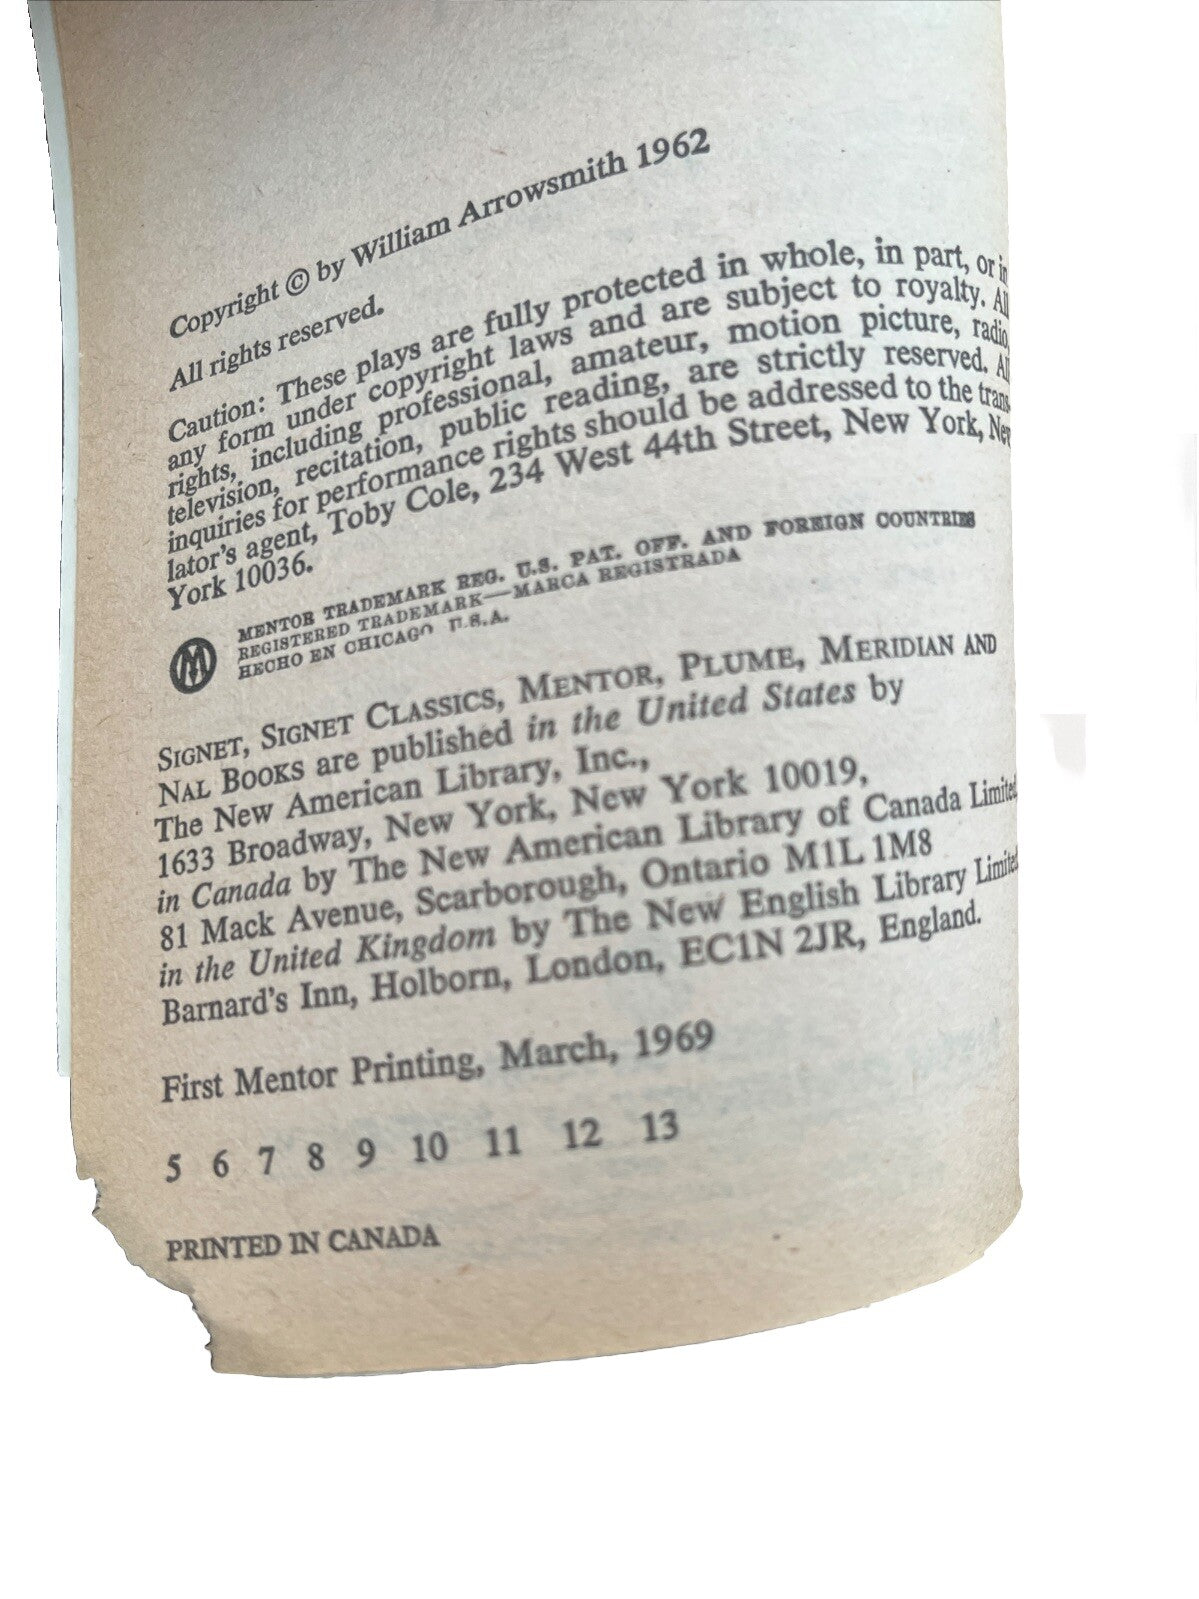 Copyright © by William Arrowsmith 1962
All rights reserved.
Caution: These plays are fully protected in whole, in part, or in
any form under copyright laws and are subject to royalty. All
rights, including professional, amateur, motion picture, radio,
television, recitation, public reading, are strictly reserved. All
inquiries for performance rights should be addressed to the trans-
lator's agent, Toby Cole, 234 West 44th Street, New York, New
York 10036.
M
MENTOR TRADEMARK REG. U.S. PAT. OFF. AND FOREIGN COUNTRIES
REGISTERED TRADEMARK—MARCA REGISTRADA
HECHO EN CHICAGO U.S.A.
SIGNET, SIGNET CLASSICS, MENTOR, PLUME, MERIDIAN AND
NAL BOOKS are published in the United States by
The New American Library, Inc.,
1633 Broadway, New York, New York 10019,
in Canada by The New American Library of Canada Limited
81 Mack Avenue, Scarborough, Ontario M1L 1M8
in the United Kingdom by The New English Library Limited
Barnard's Inn, Holborn, London, EC1N 2JR, England.
First Mentor Printing, March, 1969
5 6 7 8 9 10 11 12 13
PRINTED IN CANADA